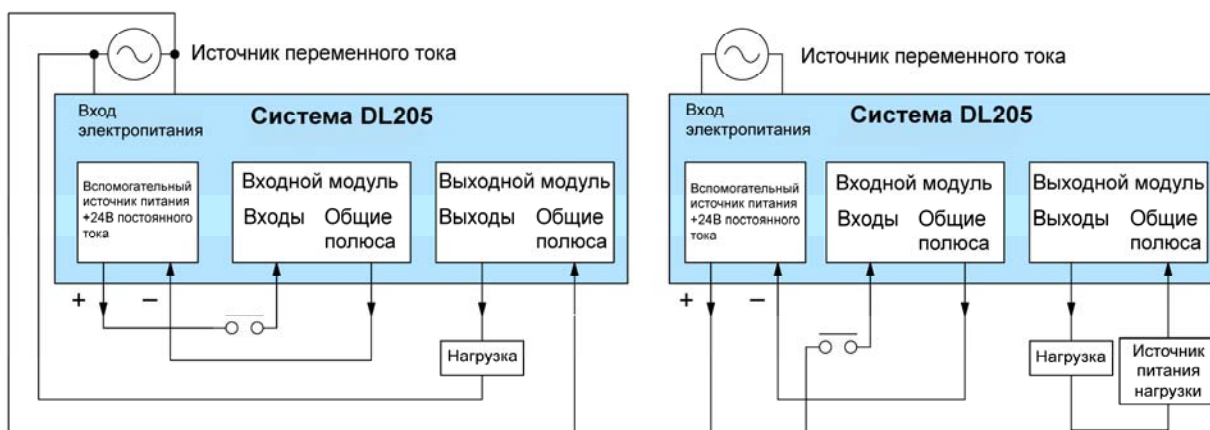 Источник переменного тока
Вход
электропитания
Система DL205
Вспомогательный
источник питания
+24В постоянного
тока
Входной модуль
Входы Общие
полюса
Выходной модуль
Выходы Общие
полюса
+ –
Нагрузка
Источник переменного тока
Вход
электропитания
Система DL205
Вспомогательный
источник питания
+24В постоянного
тока
Входной модуль
Входы Общие
полюса
Выходной модуль
Выходы Общие
полюса
+ –
Нагрузка
Источник
питания
нагрузки